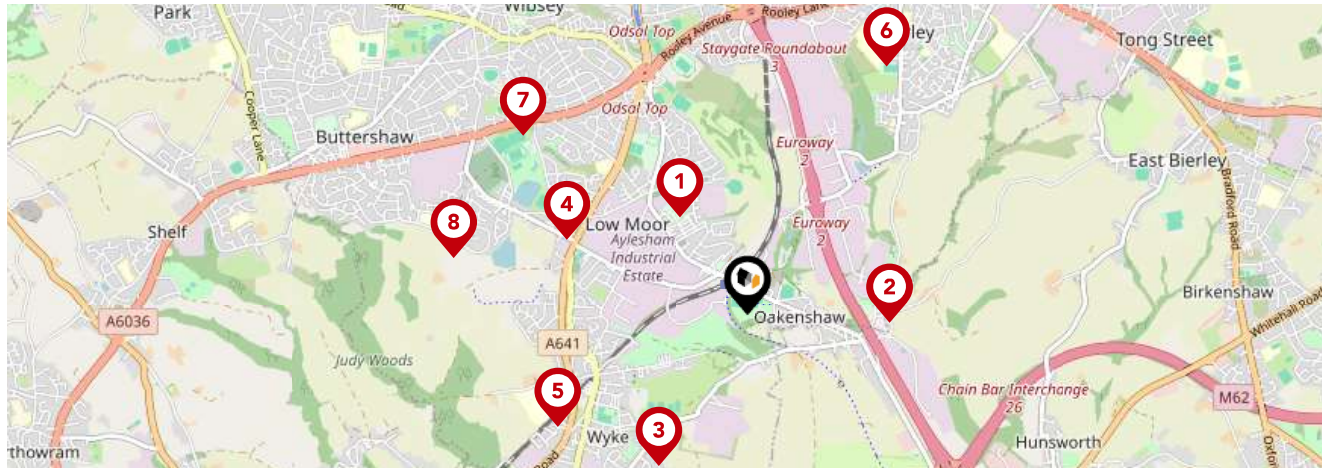 Park
Wibsey
Odsal Top
Rooley Avenue
Rooley Lane
Staygate Roundabout
3
6
ley
Tong Street
Cooper Lane
7
Odsal Top
Buttershaw
Euroway
2
East Bierley
Bradford Road
1
Shelf
8
4
Low Moor
Aylesham
Industrial
Estate
Euroway
2
2
Birkenshaw
Oakenshaw
Whitehall Road
A6036
A641
Judy Woods
5
Chain Bar Interchange
26
M62
Wyke
3
Hunsworth
rthowram
Road
Oxfo